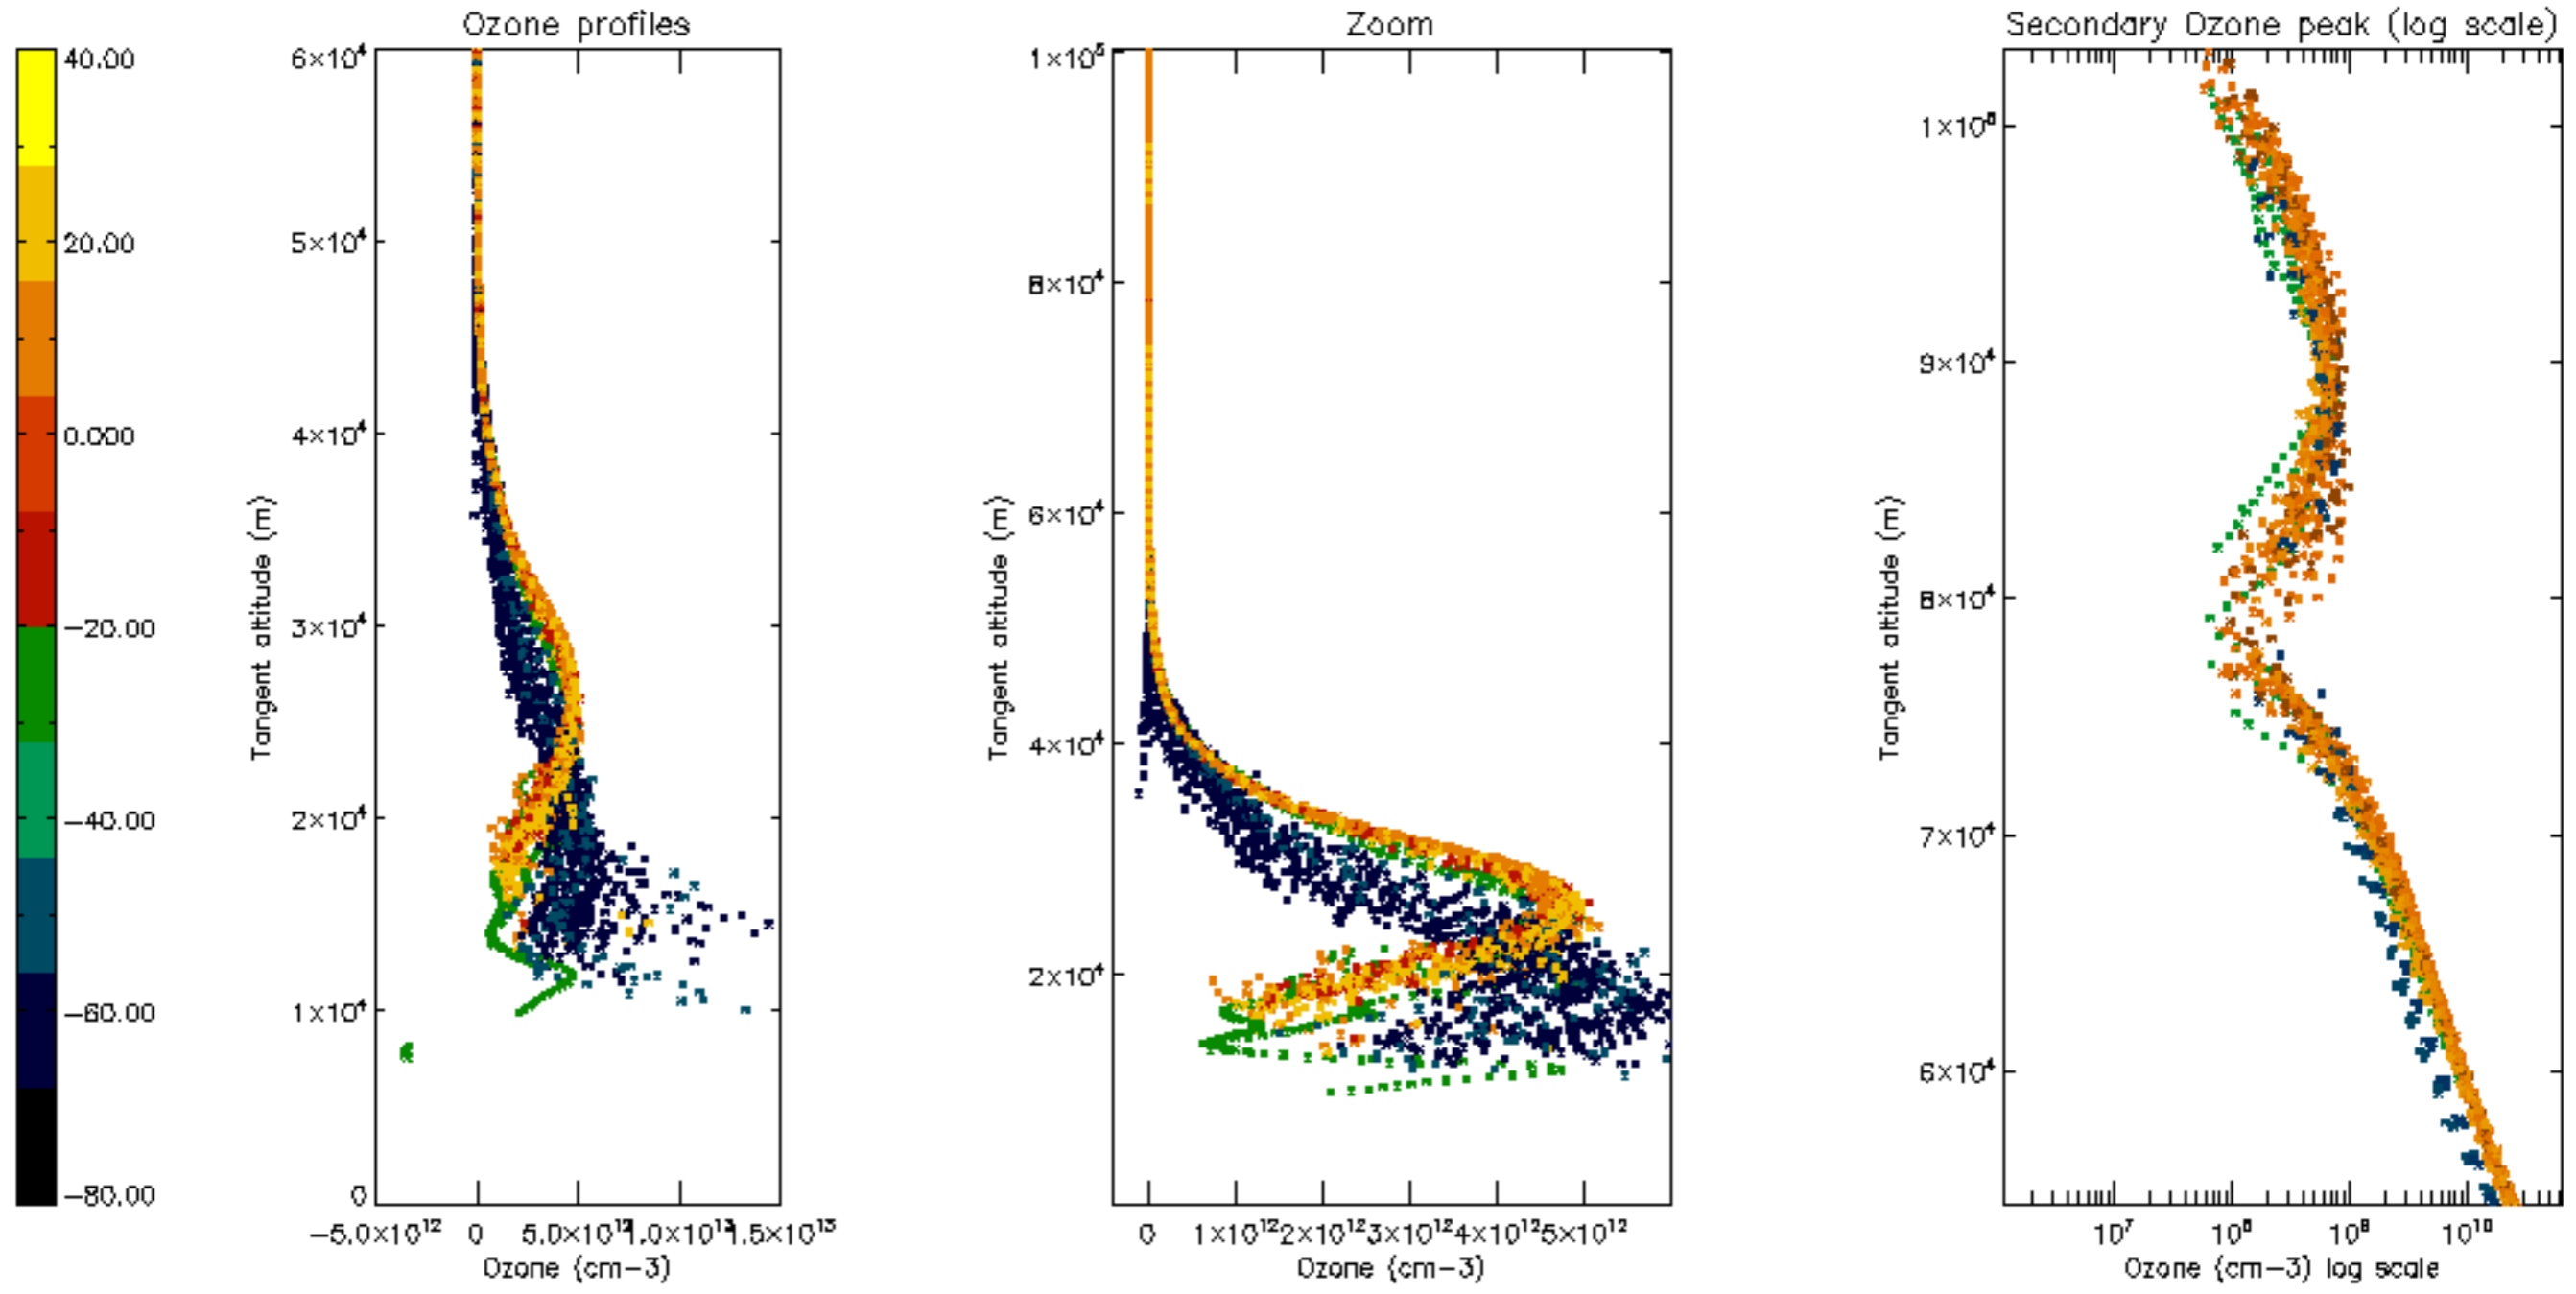 Ozone profiles
Zoom
Secondary Ozone peak (log scale)
40.00
20.00
0.000
−20.00
−40.00
−60.00
−80.00
6×10⁴
5×10⁴
4×10⁴
3×10⁴
2×10⁴
1×10⁴
0
Tangent altitude (m)
−5.0×10¹² 0 5.0×10¹² 1.0×10¹³ 1.5×10¹³
Ozone (cm−3)
1×10⁵
8×10⁴
6×10⁴
4×10⁴
2×10⁴
Tangent altitude (m)
0 1×10¹² 2×10¹² 3×10¹² 4×10¹² 5×10¹²
Ozone (cm−3)
1×10⁵
9×10⁴
8×10⁴
7×10⁴
6×10⁴
Tangent altitude (m)
10⁷ 10⁸ 10⁹ 10¹⁰
Ozone (cm−3) log scale